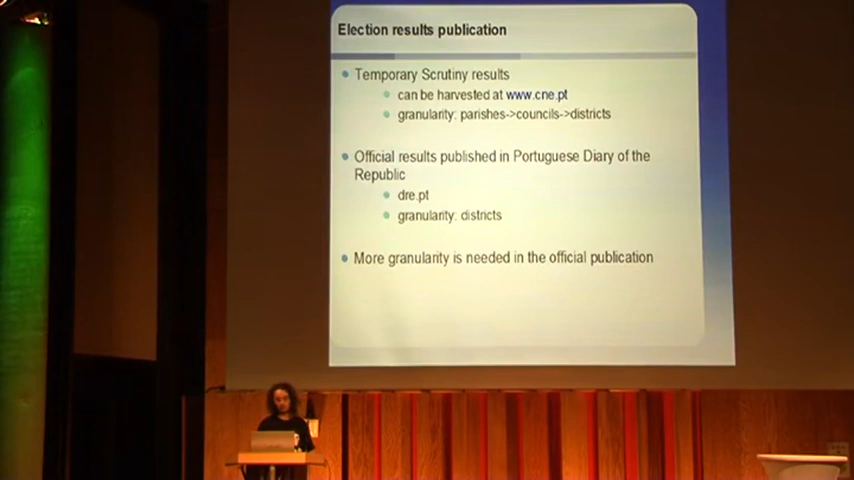 Election results publication
Temporary Scrutiny results
can be harvested at www.cne.pt
granularity: parishes->councils->districts
Official results published in Portuguese Diary of the
Republic
dre.pt
granularity: districts
More granularity is needed in the official publication